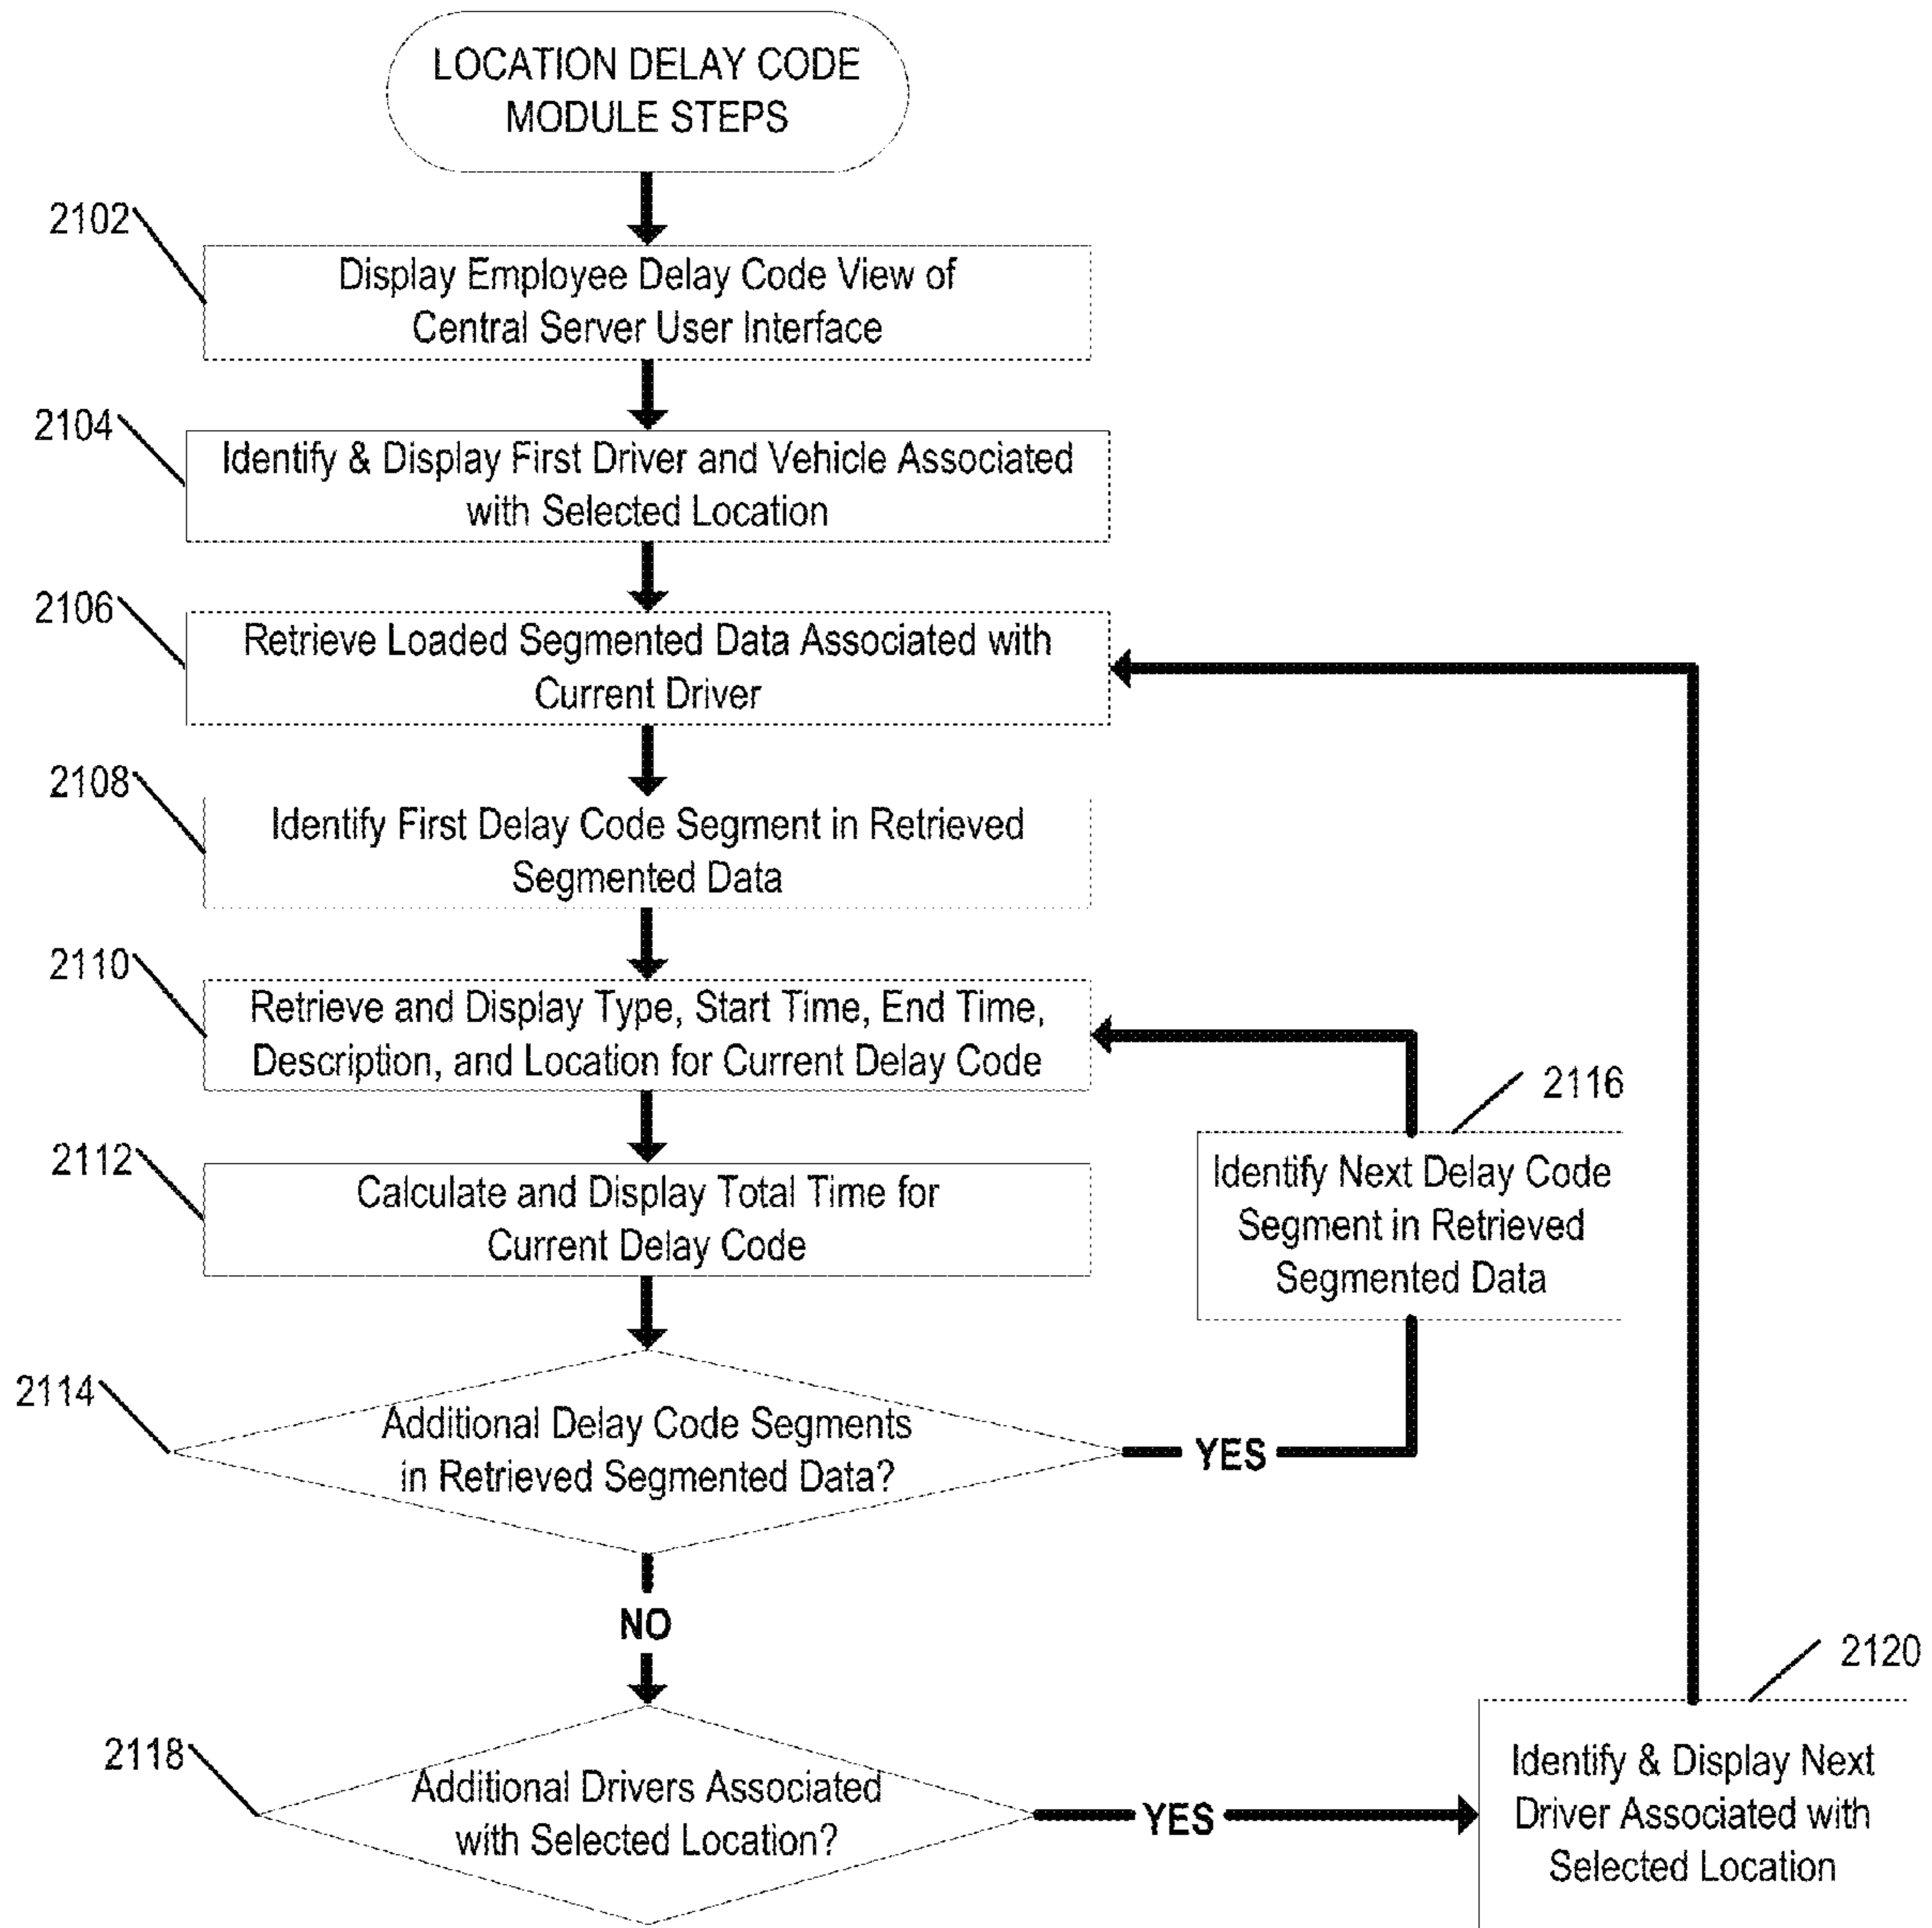 LOCATION DELAY CODE
MODULE STEPS
2102
Display Employee Delay Code View of
Central Server User Interface
2104
Identify & Display First Driver and Vehicle Associated
with Selected Location
2106
Retrieve Loaded Segmented Data Associated with
Current Driver
2108
Identify First Delay Code Segment in Retrieved
Segmented Data
2110
Retrieve and Display Type, Start Time, End Time,
Description, and Location for Current Delay Code
2116
Identify Next Delay Code
Segment in Retrieved
Segmented Data
2112
Calculate and Display Total Time for
Current Delay Code
2114
Additional Delay Code Segments
in Retrieved Segmented Data?
YES
NO
2118
Additional Drivers Associated
with Selected Location?
YES
2120
Identify & Display Next
Driver Associated with
Selected Location